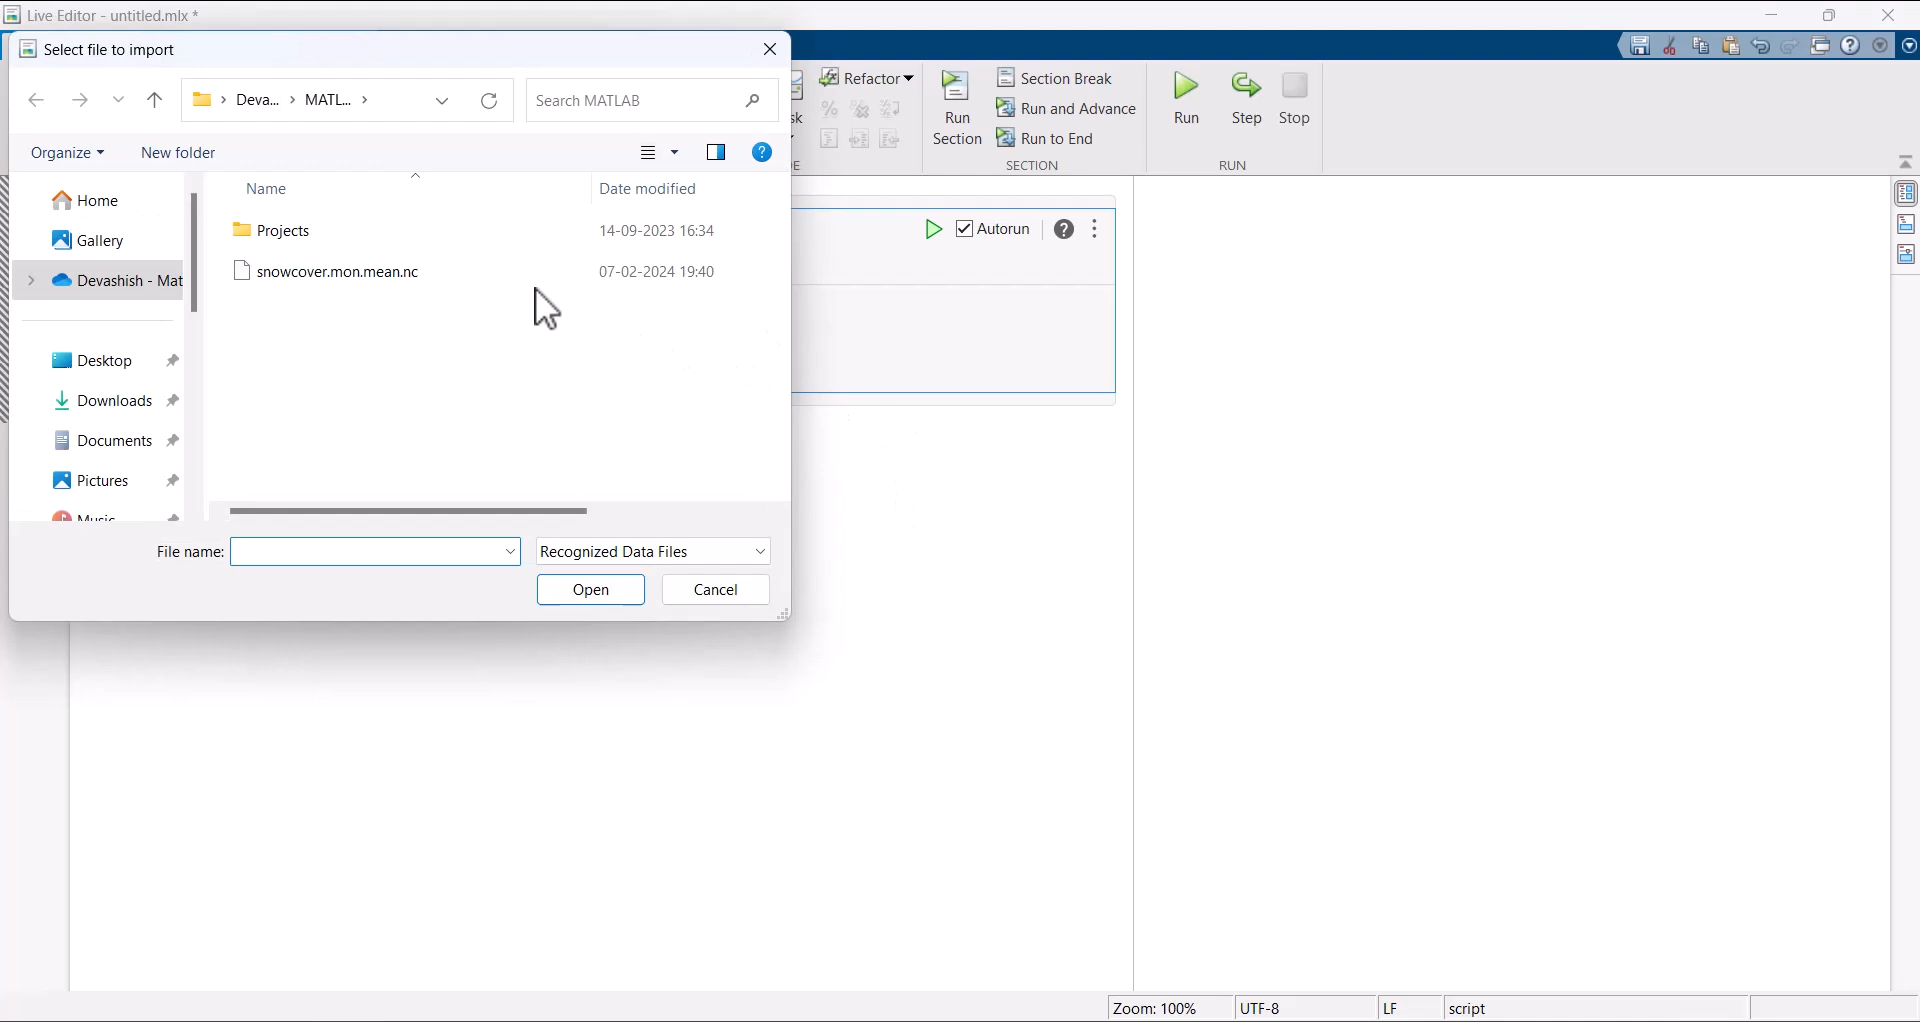 Live Editor - untitled.mlx *
Select file to import
Deva... > MATL... >
Search MATLAB
Organize
New folder
Name
Date modified
Home
Gallery
Devashish - Mat
Desktop
Downloads
Documents
Pictures
Music
Projects
14-09-2023 16:34
snowcover.mon.mean.nc
07-02-2024 19:40
File name:
Recognized Data Files
Open
Cancel
Refactor
Run Section
Section Break
Run and Advance
Run to End
SECTION
Run
Step
Stop
RUN
Autorun
Zoom: 100%
UTF-8
LF
script